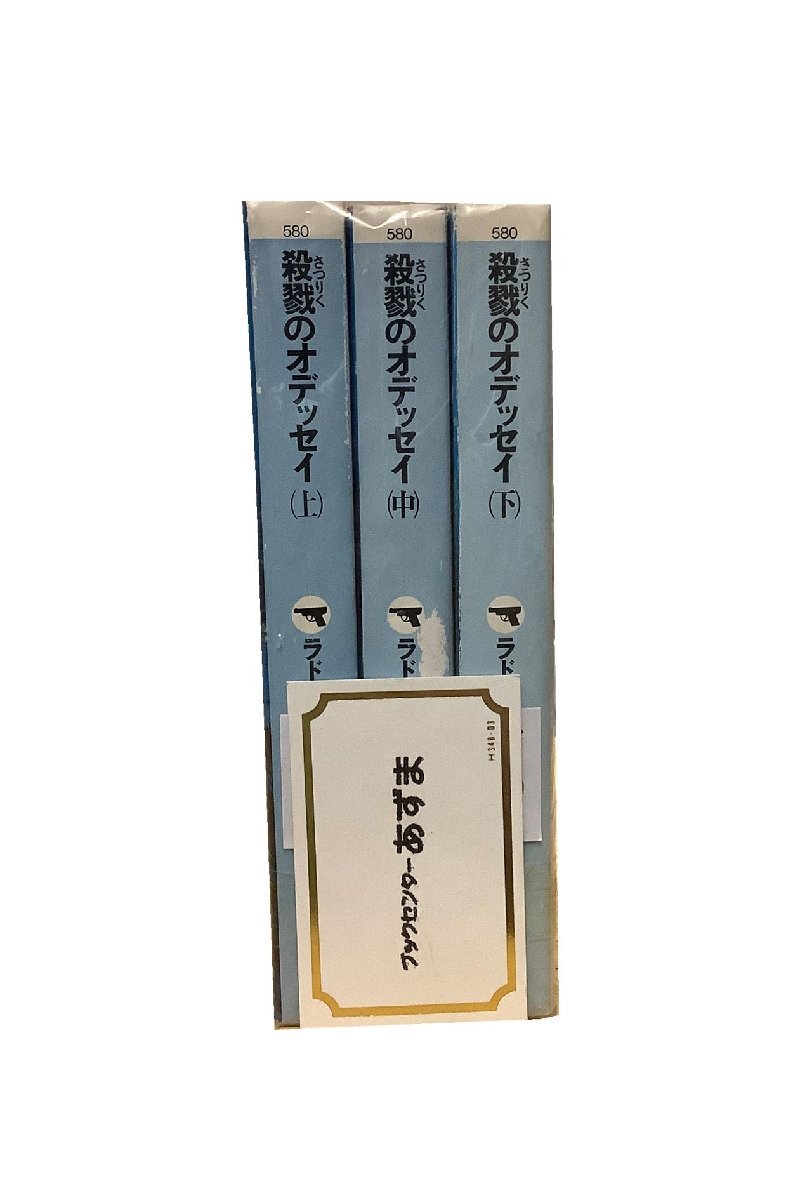 580
殺戮のオデッセイ(上)
さつりく
ラド
580
殺戮のオデッセイ(中)
さつりく
ラド
580
殺戮のオデッセイ(下)
さつりく
ラド
ブックセンターあずま